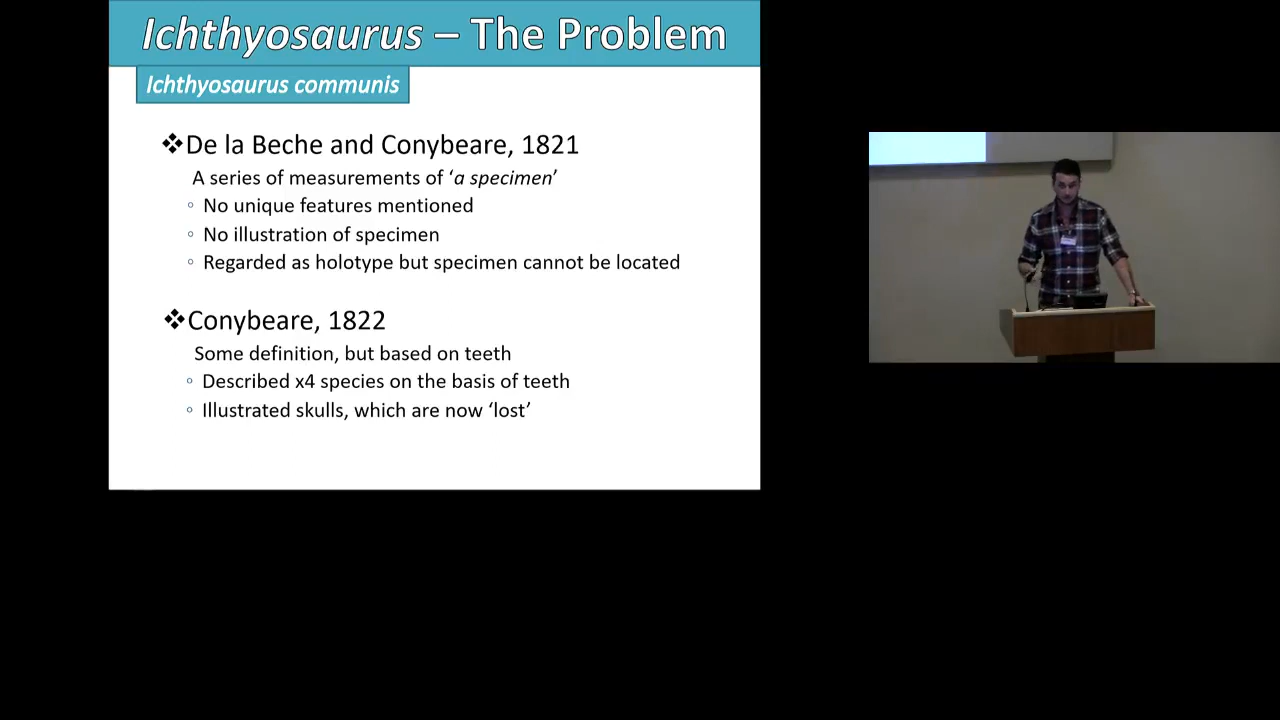 Ichthyosaurus – The Problem
Ichthyosaurus communis
❖De la Beche and Conybeare, 1821
A series of measurements of ‘a specimen’
◦ No unique features mentioned
◦ No illustration of specimen
◦ Regarded as holotype but specimen cannot be located
❖Conybeare, 1822
Some definition, but based on teeth
◦ Described x4 species on the basis of teeth
◦ Illustrated skulls, which are now ‘lost’